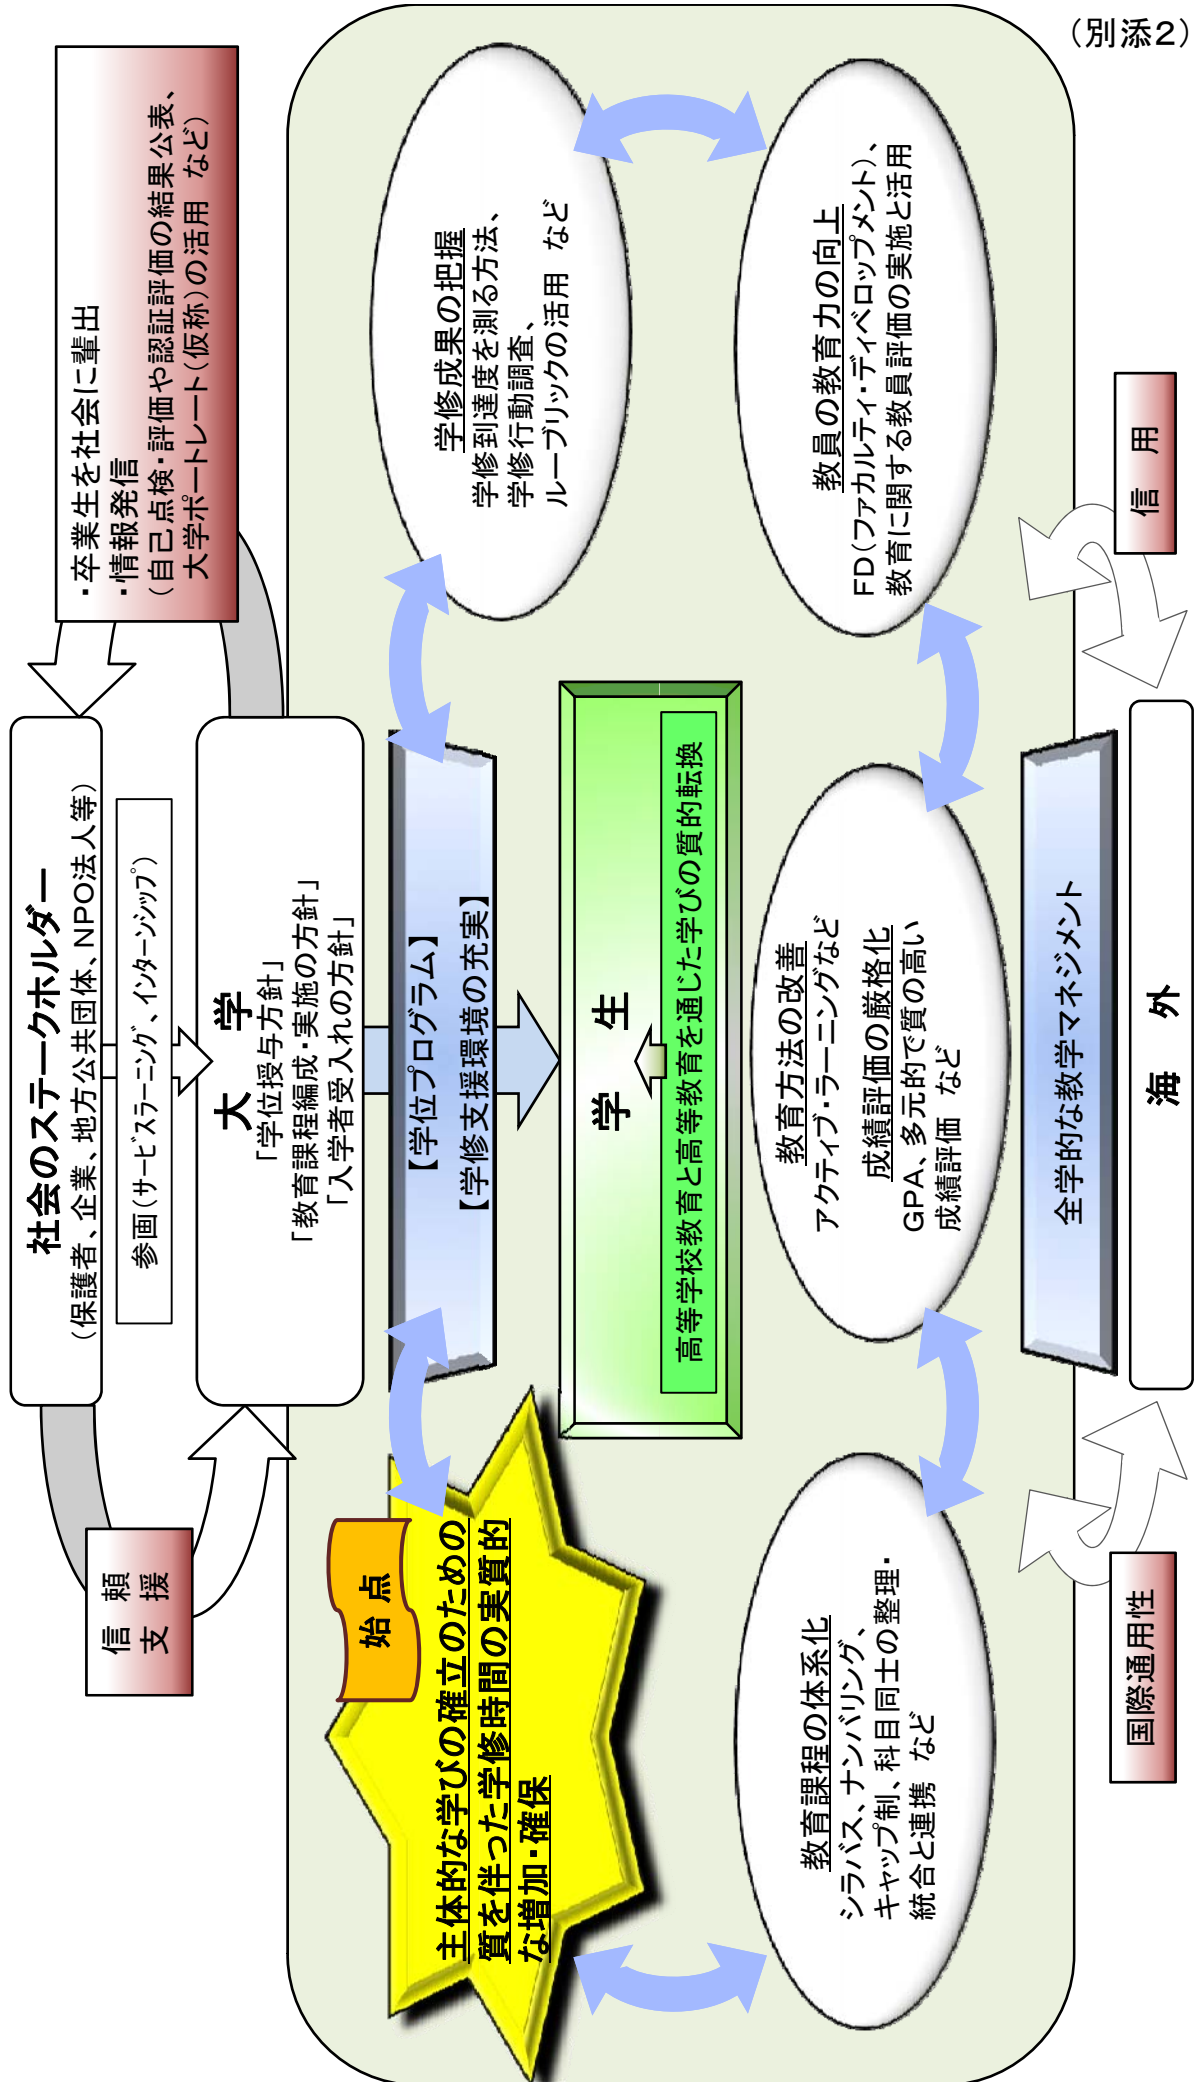 (別添2)
社会のステークホルダー
(保護者、企業、地方公共団体、NPO法人等)
参画(サービスラーニング、インターンシップ)
信 頼
支 援
・卒業生を社会に輩出
・情報発信
(自己点検・評価や認証評価の結果公表、
大学ポートレート(仮称)の活用 など)
大 学
「学位授与方針」
「教育課程編成・実施の方針」
「入学者受入れの方針」
【学位プログラム】
【学修支援環境の充実】
始 点
主体的な学びの確立のための
質を伴った学修時間の実質的
な増加・確保
学修成果の把握
学修到達度を測る方法、
学修行動調査、
ルーブリックの活用 など
学 生
高等学校教育と高等教育を通じた学びの質的転換
教育課程の体系化
シラバス、ナンバリング、
キャップ制、科目同士の整理・
統合と連携 など
教育方法の改善
アクティブ・ラーニングなど
成績評価の厳格化
GPA、多元的で質の高い
成績評価 など
教員の教育力の向上
FD(ファカルティ・ディベロップメント)、
教育に関する教員評価の実施と活用
全学的な教学マネジメント
国際通用性
信 用
海 外